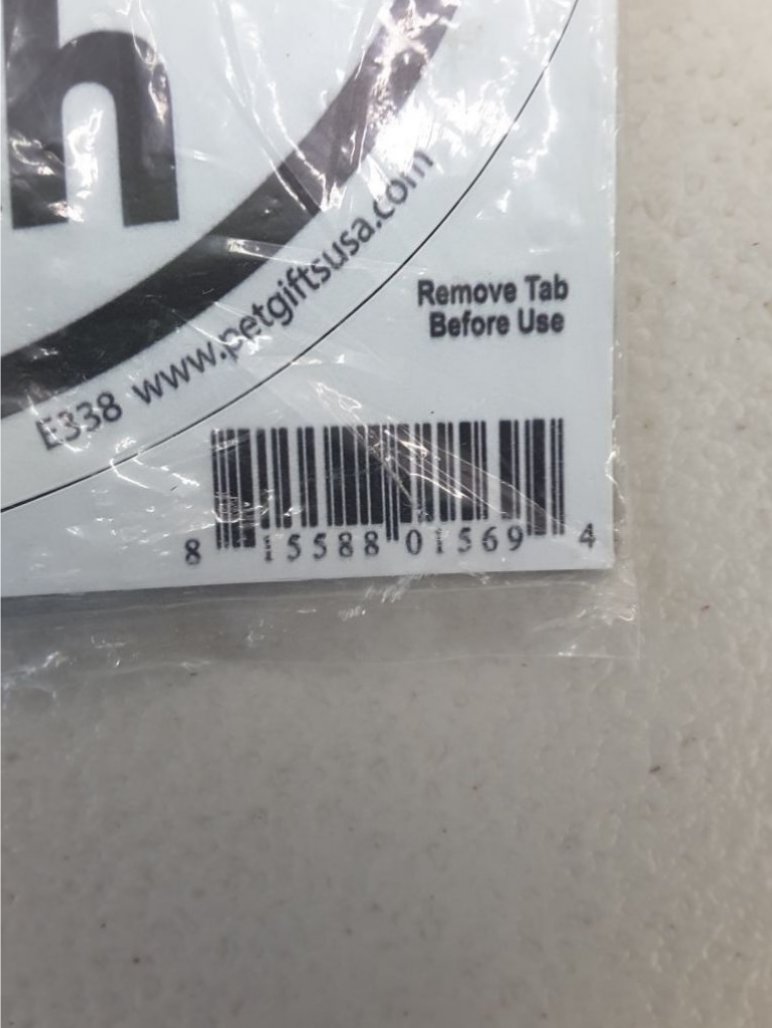 h
E338 www.petgiftsusa.com
Remove Tab
Before Use
8 15588 01569 4